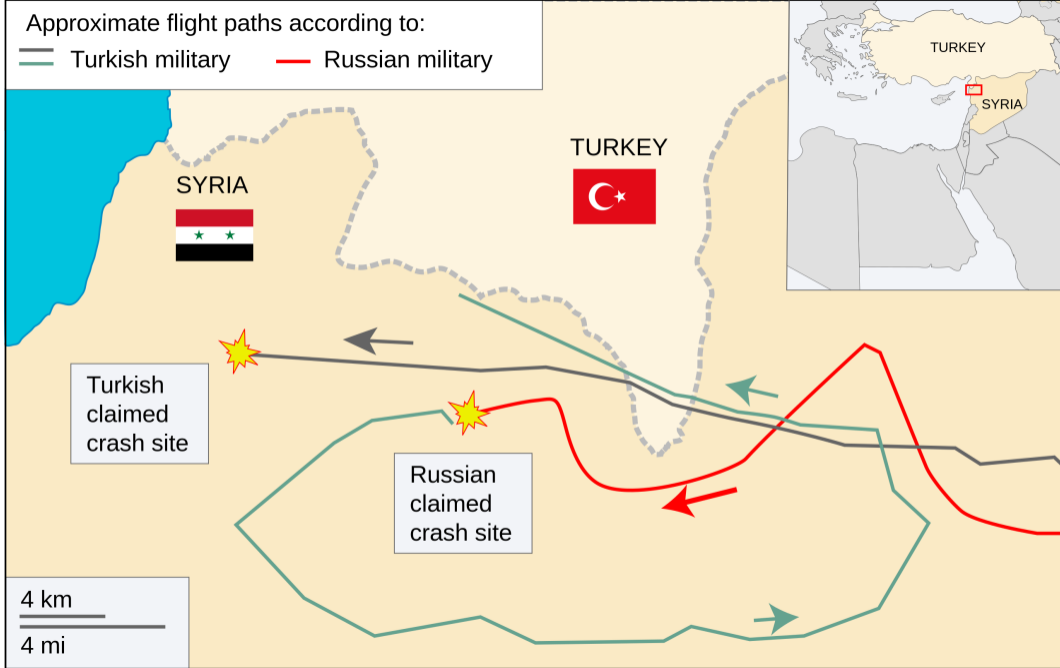 Approximate flight paths according to:
Turkish military
Russian military
TURKEY
SYRIA
TURKEY
SYRIA
Turkish
claimed
crash site
Russian
claimed
crash site
4 km
4 mi